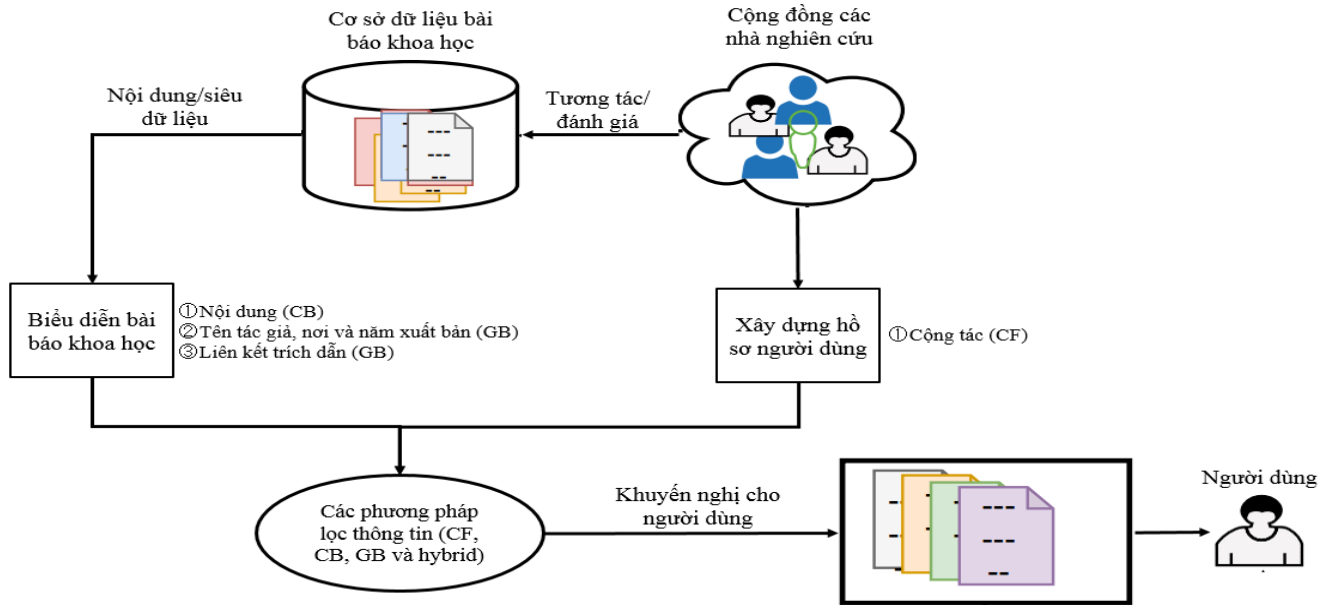 Cơ sở dữ liệu bài
báo khoa học
Cộng đồng các
nhà nghiên cứu
Nội dung/siêu
dữ liệu
Tương tác/
đánh giá
Biểu diễn bài
báo khoa học
①Nội dung (CB)
②Tên tác giả, nơi và năm xuất bản (GB)
③Liên kết trích dẫn (GB)
Xây dựng hồ
sơ người dùng
①Cộng tác (CF)
Các phương pháp
lọc thông tin (CF,
CB, GB và hybrid)
Khuyến nghị cho
người dùng
Người dùng